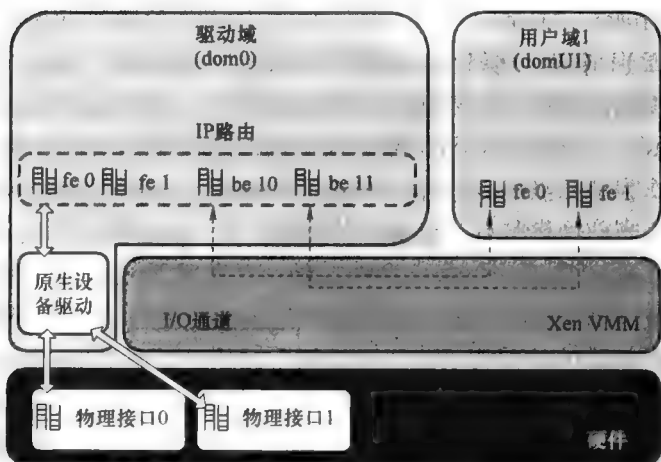 驱动域
(dom0)
用户域1
(domU1)
IP路由
fe 0
fe 1
be 10
be 11
fe 0
fe 1
原生设
备驱动
I/Q通道
Xen VMM
物理接口0
物理接口1
硬件